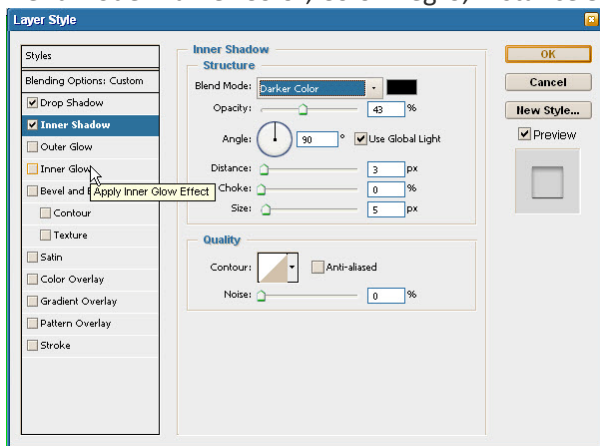 Layer Style
Styles
Blending Options: Custom
Drop Shadow
Inner Shadow
Outer Glow
Inner Glow
Bevel and E
Apply Inner Glow Effect
Contour
Texture
Satin
Color Overlay
Gradient Overlay
Pattern Overlay
Stroke
Inner Shadow
Structure
Blend Mode: Darker Color
Opacity: 43 %
Angle: 90 ° Use Global Light
Distance: 3 px
Choke: 0 %
Size: 5 px
Quality
Contour: Anti-aliased
Noise: 0 %
OK
Cancel
New Style...
Preview